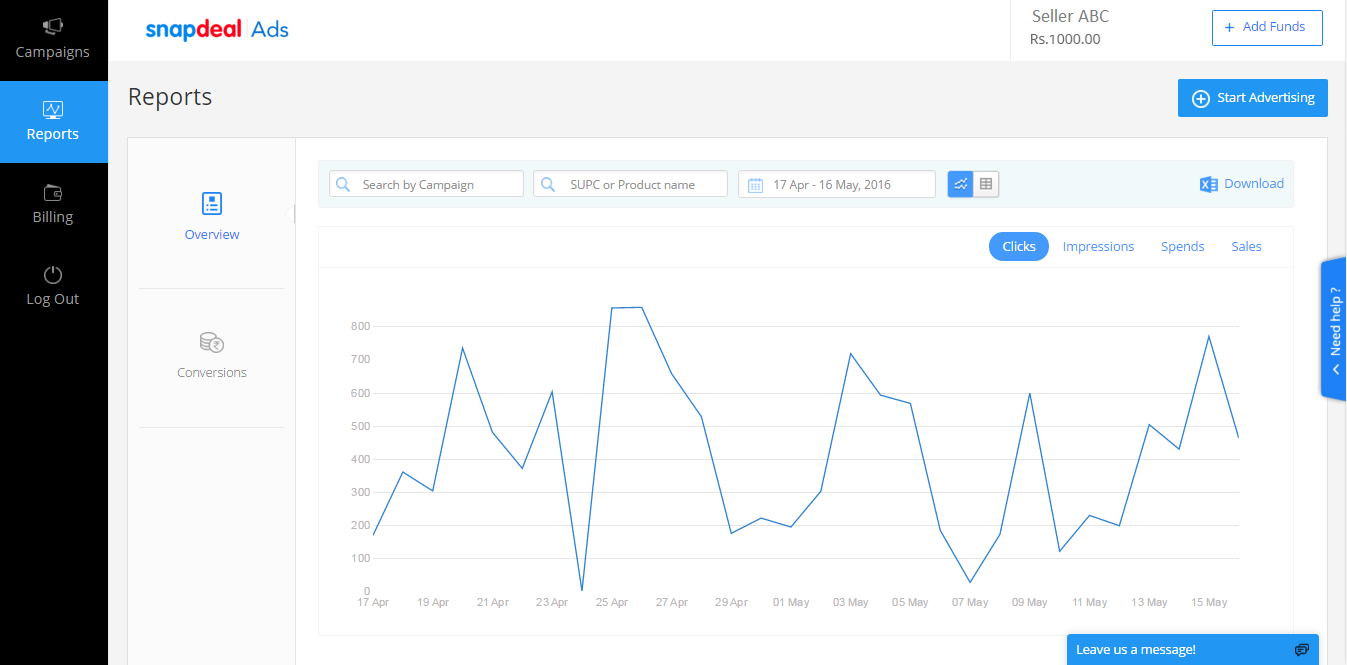 Campaigns
Reports
Billing
Log Out
snapdeal Ads
Seller ABC
Rs.1000.00
+ Add Funds
Reports
Start Advertising
Overview
Conversions
Search by Campaign
SUPC or Product name
17 Apr - 16 May, 2016
Download
Clicks
Impressions
Spends
Sales
800
700
600
500
400
300
200
100
0
17 Apr
19 Apr
21 Apr
23 Apr
25 Apr
27 Apr
29 Apr
01 May
03 May
05 May
07 May
09 May
11 May
13 May
15 May
Need help ?
Leave us a message!